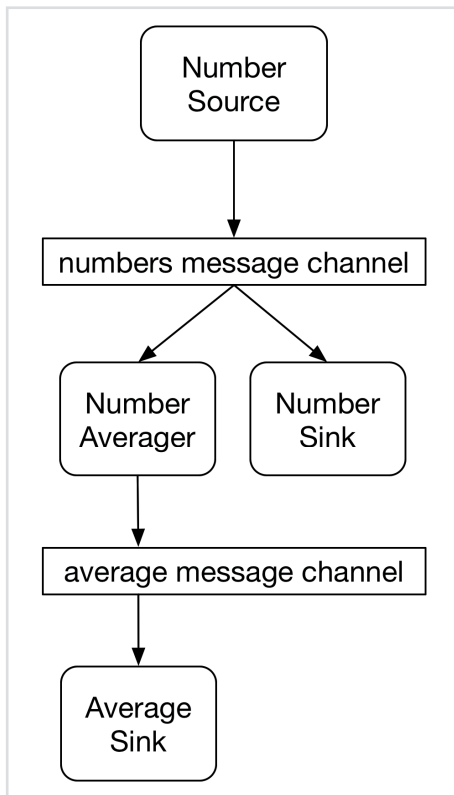 Number
Source
numbers message channel
Number
Averager
Number
Sink
average message channel
Average
Sink